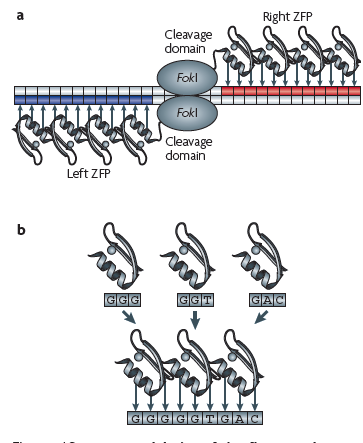 a
Right ZFP
Cleavage
domain
FokI
FokI
Cleavage
domain
Left ZFP
b
GGG
GGT
GAC
GGGGGTGAC